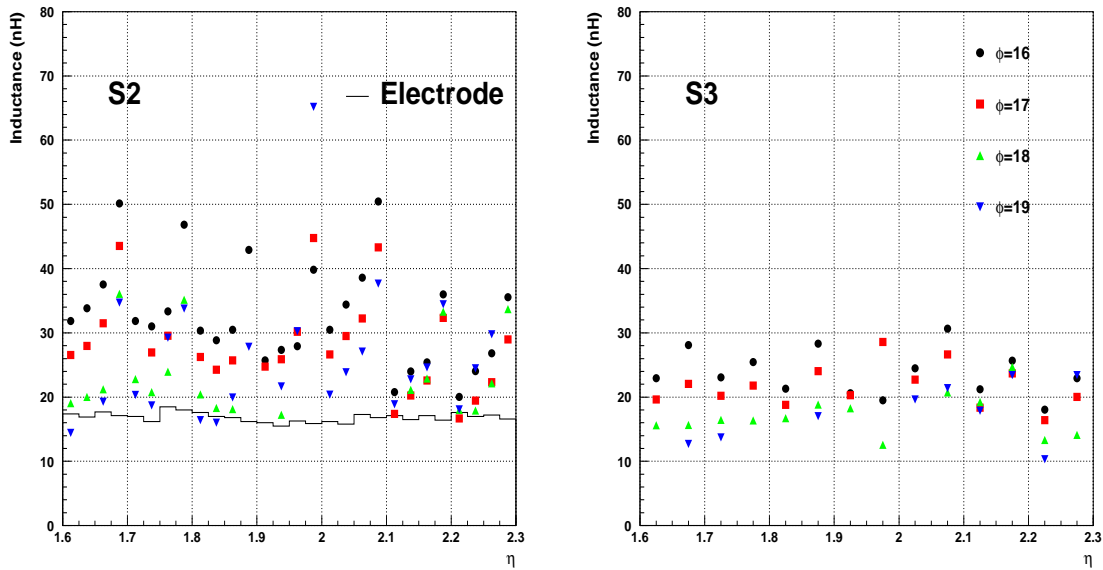 Inductance (nH)
80
70
60
50
40
30
20
10
0
S2
Electrode
1.6 1.7 1.8 1.9 2 2.1 2.2 2.3
η
Inductance (nH)
80
70
60
50
40
30
20
10
0
S3
ϕ=16
ϕ=17
ϕ=18
ϕ=19
1.6 1.7 1.8 1.9 2 2.1 2.2 2.3
η